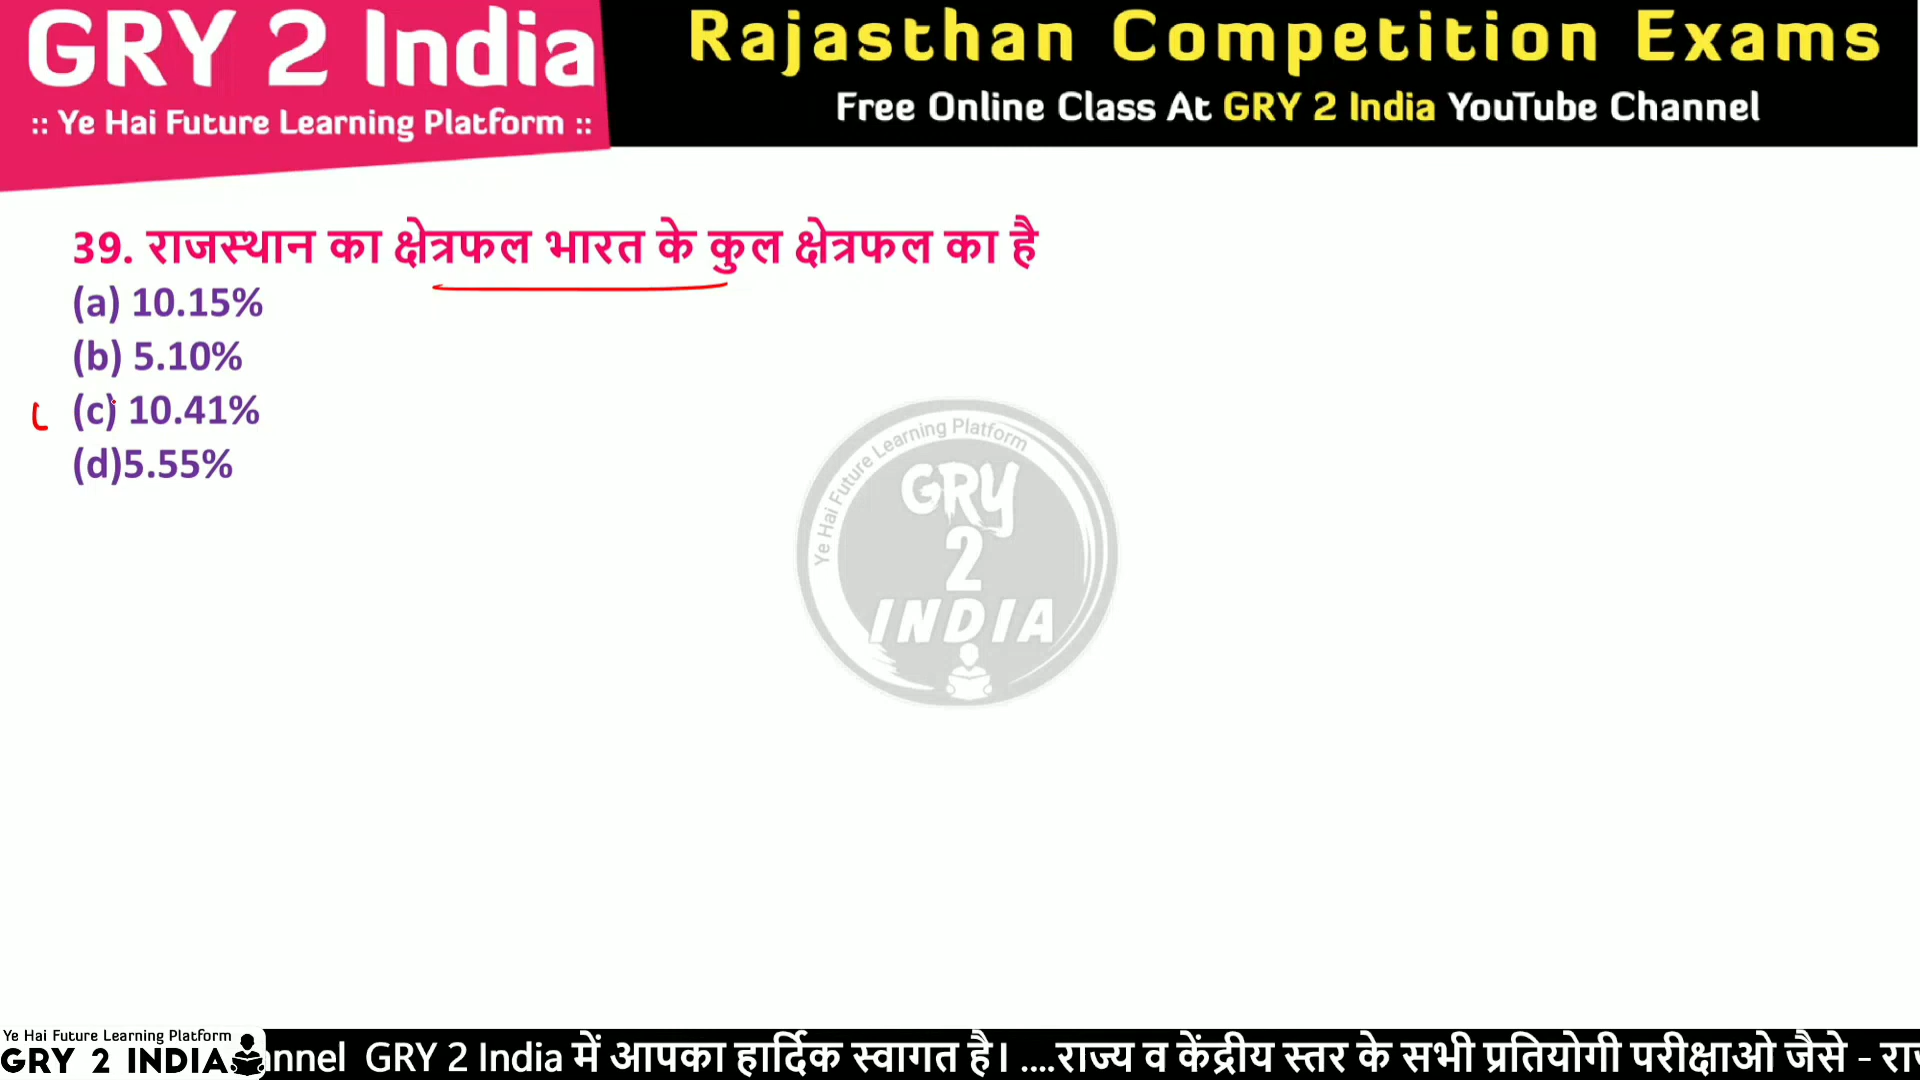 GRY 2 India
:: Ye Hai Future Learning Platform ::
Rajasthan Competition Exams
Free Online Class At GRY 2 India YouTube Channel
39. राजस्थान का क्षेत्रफल भारत के कुल क्षेत्रफल का है
(a) 10.15%
(b) 5.10%
(c) 10.41%
(d)5.55%
Ye Hai Future Learning Platform
GRY
2
INDIA
Ye Hai Future Learning Platform
GRY 2 INDIA
annel GRY 2 India में आपका हार्दिक स्वागत है। ....राज्य व केंद्रीय स्तर के सभी प्रतियोगी परीक्षाओ जैसे - राज